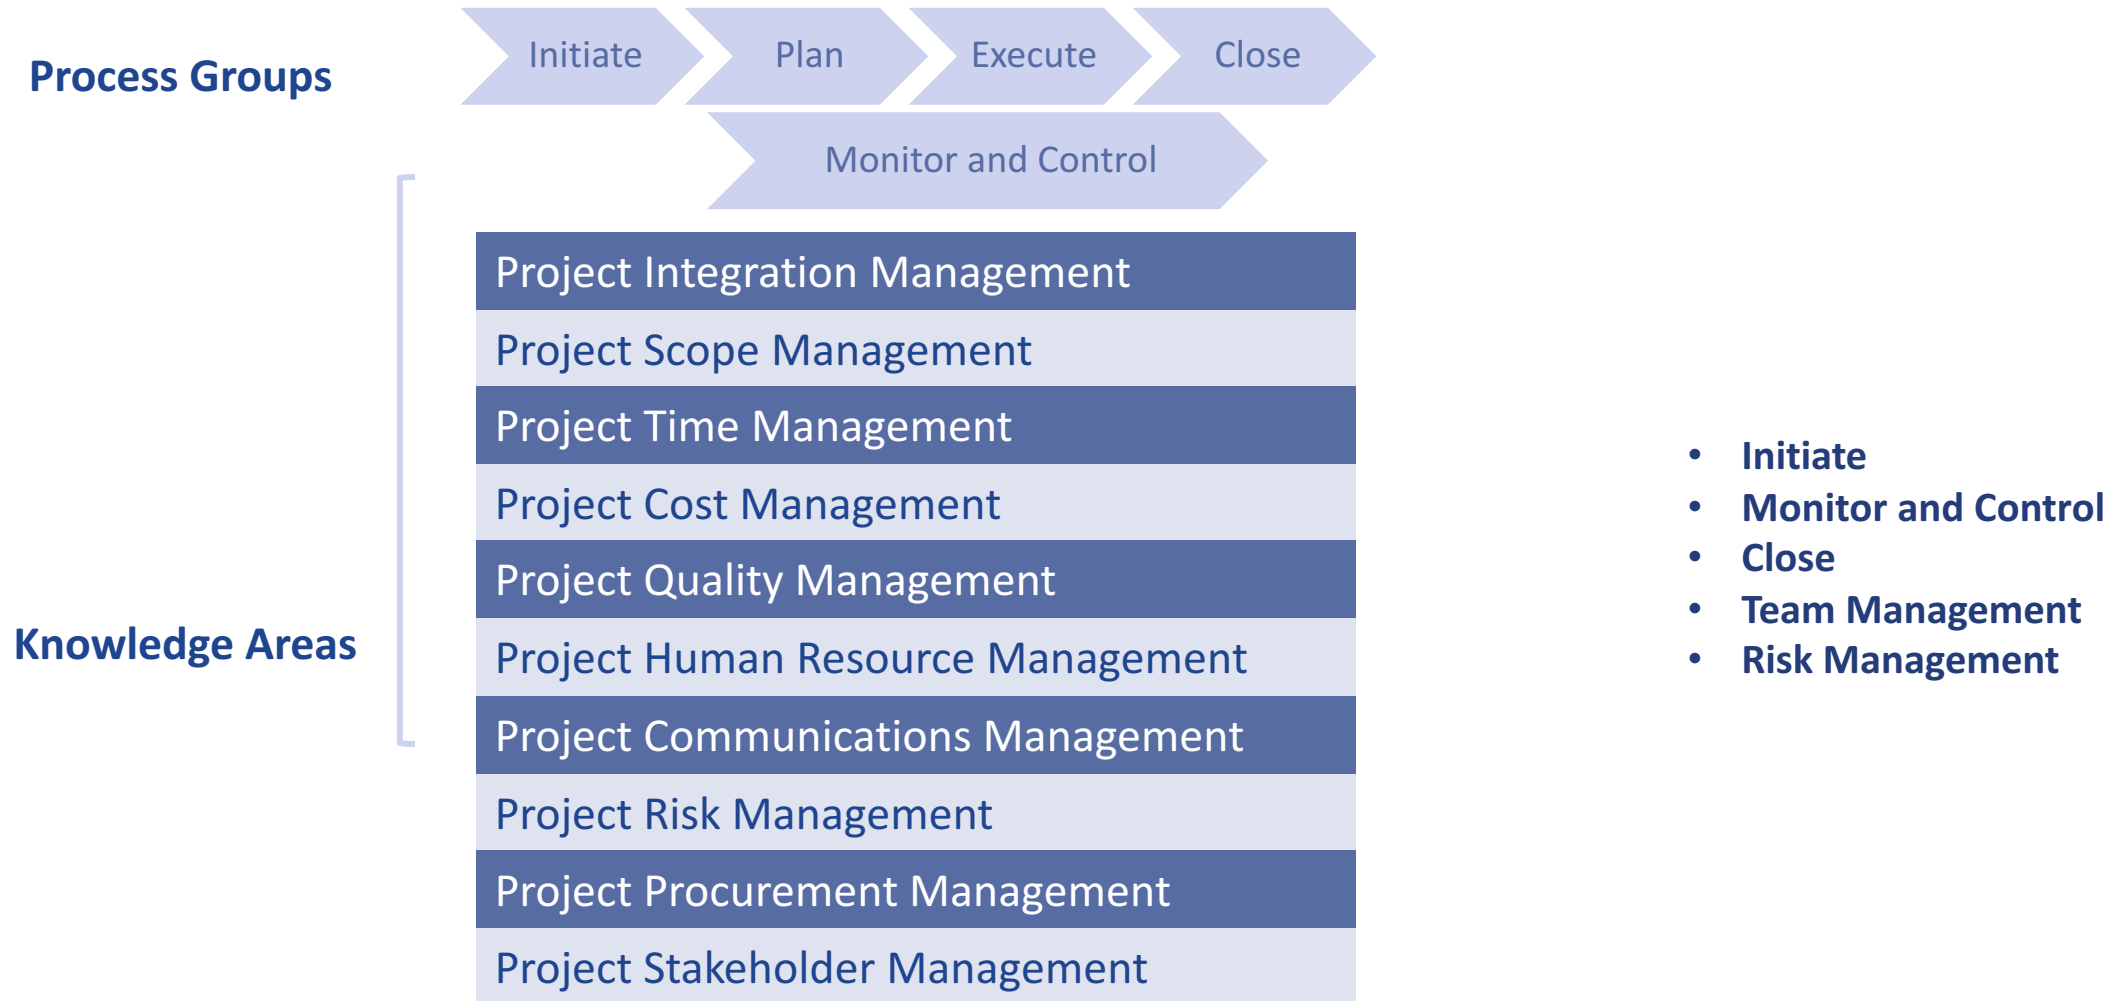 Process Groups
Initiate
Plan
Execute
Close
Monitor and Control
Knowledge Areas
Project Integration Management
Project Scope Management
Project Time Management
Project Cost Management
Project Quality Management
Project Human Resource Management
Project Communications Management
Project Risk Management
Project Procurement Management
Project Stakeholder Management
• Initiate
• Monitor and Control
• Close
• Team Management
• Risk Management